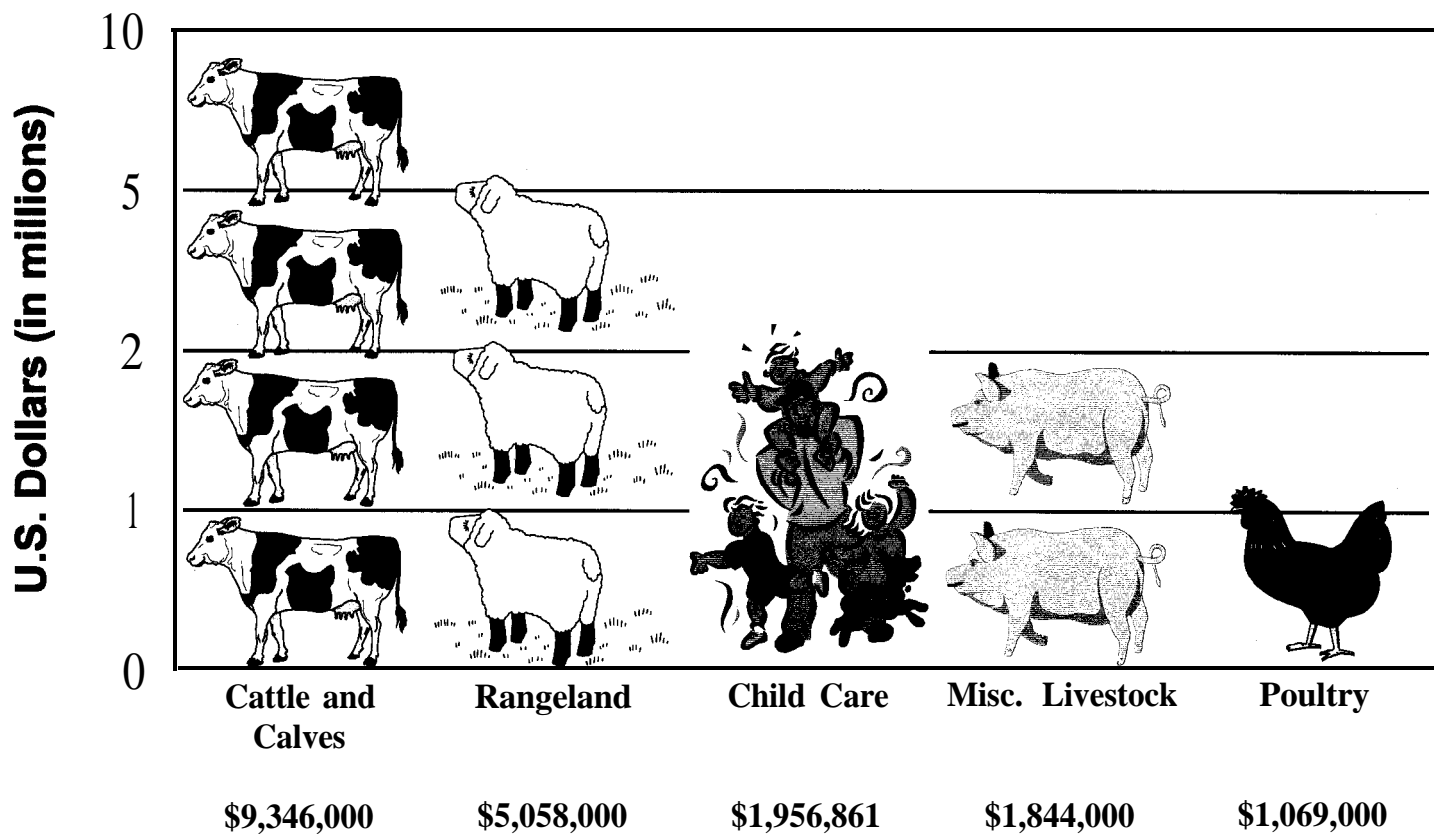 U.S. Dollars (in millions)
10
5
2
1
0
Cattle and
Calves
Rangeland
Child Care
Misc. Livestock
Poultry
$9,346,000
$5,058,000
$1,956,861
$1,844,000
$1,069,000